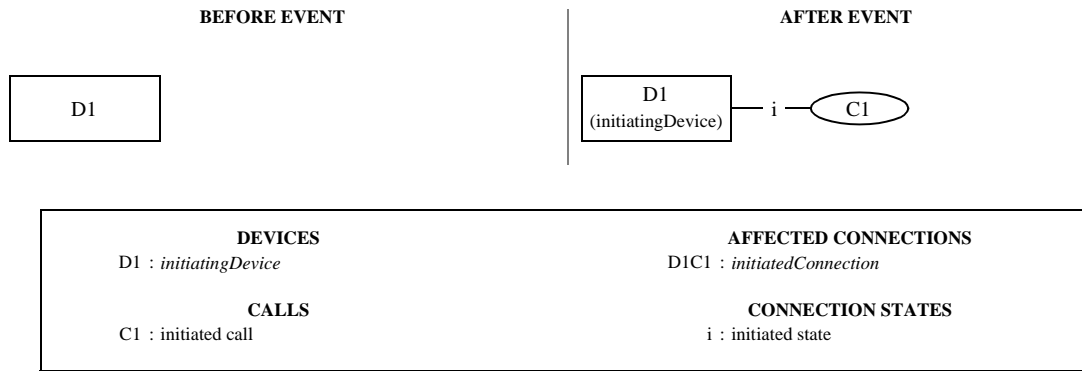 BEFORE EVENT
AFTER EVENT
D1
D1
(initiatingDevice)
i
C1
DEVICES
D1 : initiatingDevice
AFFECTED CONNECTIONS
D1C1 : initiatedConnection
CALLS
C1 : initiated call
CONNECTION STATES
i : initiated state